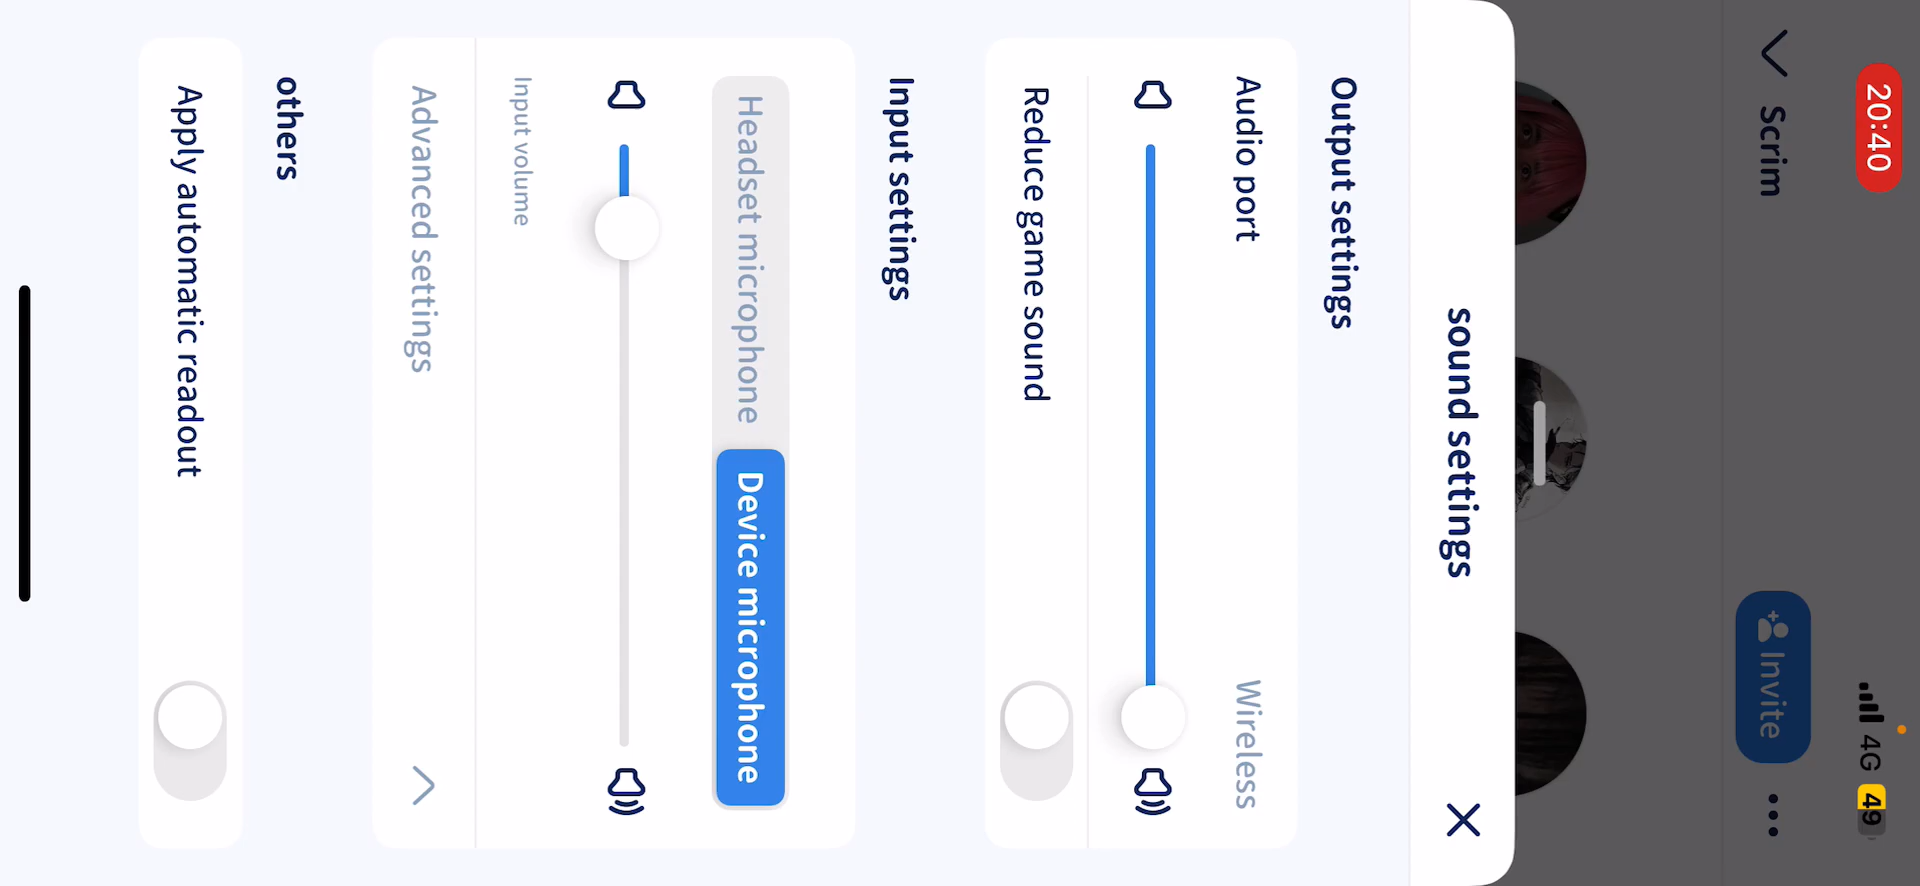 20:40
4G 49
Scrim
Invite
sound settings
Output settings
Audio port Wireless
Reduce game sound
Input settings
Headset microphone Device microphone
Input volume
Advanced settings
others
Apply automatic readout